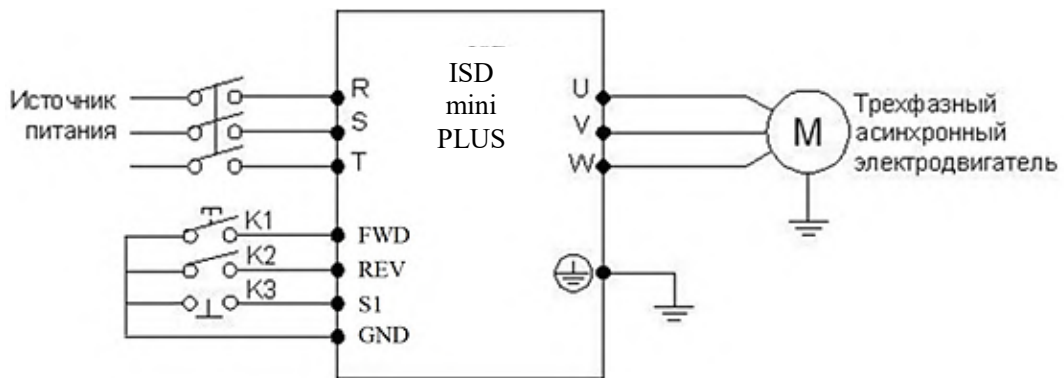 Источник
питания
R
S
T
K1
K2
K3
FWD
REV
S1
GND
ISD
mini
PLUS
U
V
W
M
Трехфазный
асинхронный
электродвигатель